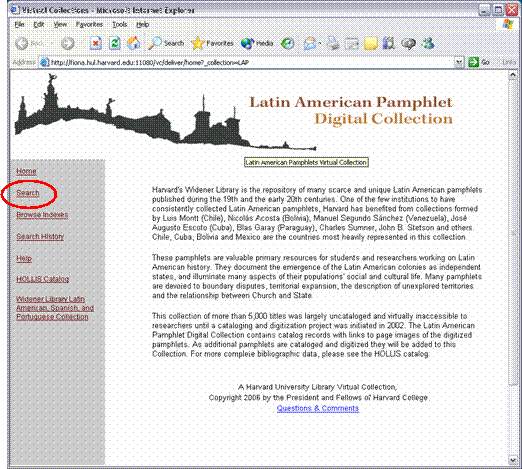 Virtual Collections - Microsoft Internet Explorer
File Edit View Favorites Tools Help
Back Search Favorites Media
Address http://fiona.hul.harvard.edu:11080/vc/deliver/home?_collection=LAP Go Links
Latin American Pamphlet
Digital Collection
Latin American Pamphlets Virtual Collection
Home
Search
Browse Indexes
Search History
Help
HOLLIS Catalog
Widener Library Latin
American, Spanish, and
Portuguese Collection
Harvard's Widener Library is the repository of many scarce and unique Latin American pamphlets
published during the 19th and the early 20th centuries. One of the few institutions to have
consistently collected Latin American pamphlets, Harvard has benefited from collections formed
by Luis Montt (Chile), Nicolás Acosta (Bolivia), Manuel Segundo Sánchez (Venezuela), José
Augusto Escoto (Cuba), Blas Garay (Paraguay), Charles Sumner, John B. Stetson and others.
Chile, Cuba, Bolivia and Mexico are the countries most heavily represented in this collection.
These pamphlets are valuable primary resources for students and researchers working on Latin
American history. They document the emergence of the Latin American colonies as independent
states, and illuminate many aspects of their populations' social and cultural life. Many pamphlets
are devoted to boundary disputes, territorial expansion, the description of unexplored territories
and the relationship between Church and State.
This collection of more than 5,000 titles was largely uncataloged and virtually inaccessible to
researchers until a cataloging and digitization project was initiated in 2002. The Latin American
Pamphlet Digital Collection contains catalog records with links to page images of the digitized
pamphlets. As additional pamphlets are cataloged and digitized they will be added to this
Collection. For more complete bibliographic data, please see the HOLLIS catalog.
A Harvard University Library Virtual Collection,
Copyright 2006 by the President and Fellows of Harvard College
Questions & Comments